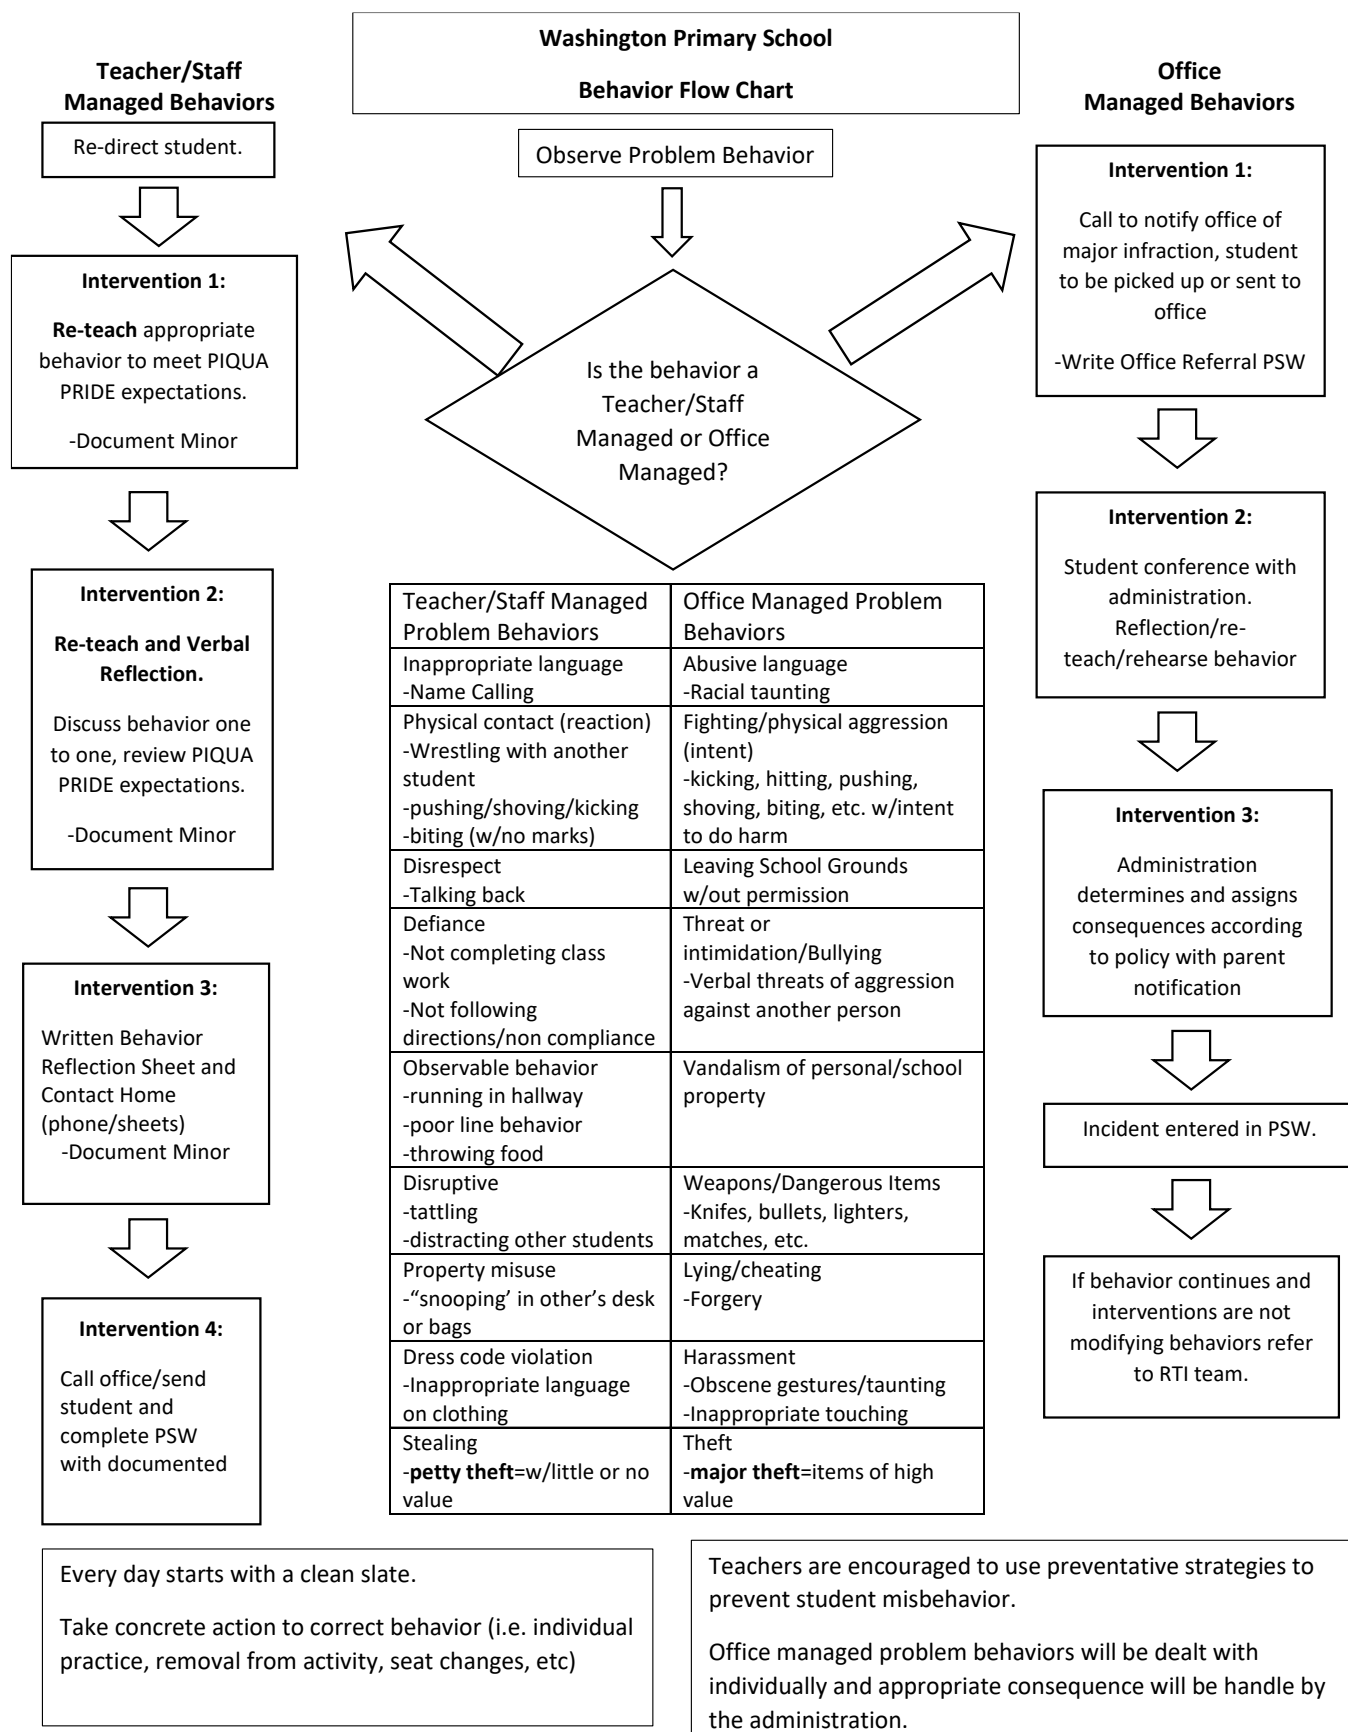 Washington Primary School
Behavior Flow Chart
Teacher/Staff
Managed Behaviors
Re-direct student.
Intervention 1:
Re-teach appropriate
behavior to meet PIQUA
PRIDE expectations.
-Document Minor
Intervention 2:
Re-teach and Verbal
Reflection.
Discuss behavior one
to one, review PIQUA
PRIDE expectations.
-Document Minor
Intervention 3:
Written Behavior
Reflection Sheet and
Contact Home
(phone/sheets)
-Document Minor
Intervention 4:
Call office/send
student and
complete PSW
with documented
Observe Problem Behavior
Is the behavior a
Teacher/Staff
Managed or Office
Managed?
Teacher/Staff Managed
Problem Behaviors
Office Managed Problem
Behaviors
Inappropriate language
-Name Calling
Abusive language
-Racial taunting
Physical contact (reaction)
-Wrestling with another
student
-pushing/shoving/kicking
-biting (w/no marks)
Fighting/physical aggression
(intent)
-kicking, hitting, pushing,
shoving, biting, etc. w/intent
to do harm
Disrespect
-Talking back
Leaving School Grounds
w/out permission
Defiance
-Not completing class
work
-Not following
directions/non compliance
Threat or
intimidation/Bullying
-Verbal threats of aggression
against another person
Observable behavior
-running in hallway
-poor line behavior
-throwing food
Vandalism of personal/school
property
Disruptive
-tattling
-distracting other students
Weapons/Dangerous Items
-Knifes, bullets, lighters,
matches, etc.
Property misuse
-“snooping’ in other’s desk
or bags
Lying/cheating
-Forgery
Dress code violation
-Inappropriate language
on clothing
Harassment
-Obscene gestures/taunting
-Inappropriate touching
Stealing
-petty theft=w/little or no
value
Theft
-major theft=items of high
value
Office
Managed Behaviors
Intervention 1:
Call to notify office of
major infraction, student
to be picked up or sent to
office
-Write Office Referral PSW
Intervention 2:
Student conference with
administration.
Reflection/re-
teach/rehearse behavior
Intervention 3:
Administration
determines and assigns
consequences according
to policy with parent
notification
Incident entered in PSW.
If behavior continues and
interventions are not
modifying behaviors refer
to RTI team.
Every day starts with a clean slate.
Take concrete action to correct behavior (i.e. individual
practice, removal from activity, seat changes, etc)
Teachers are encouraged to use preventative strategies to
prevent student misbehavior.
Office managed problem behaviors will be dealt with
individually and appropriate consequence will be handle by
the administration.